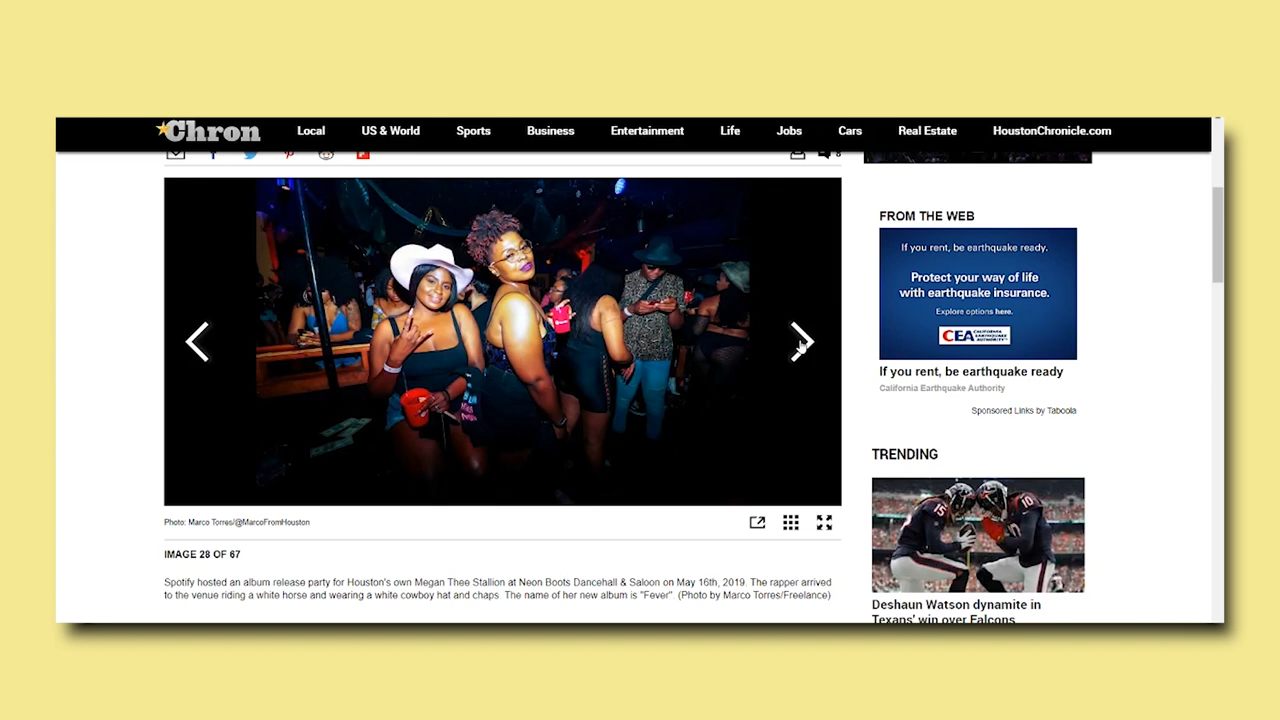 Chron
Local
US & World
Sports
Business
Entertainment
Life
Jobs
Cars
Real Estate
HoustonChronicle.com
Photo: Marco Torres/@MarcoFromHouston
IMAGE 28 OF 67
Spotify hosted an album release party for Houston's own Megan Thee Stallion at Neon Boots Dancehall & Saloon on May 16th, 2019. The rapper arrived
to the venue riding a white horse and wearing a white cowboy hat and chaps. The name of her new album is "Fever". (Photo by Marco Torres/Freelance)
FROM THE WEB
If you rent, be earthquake ready.
Protect your way of life
with earthquake insurance.
Explore options here.
CEA CALIFORNIA
EARTHQUAKE
AUTHORITY
If you rent, be earthquake ready
California Earthquake Authority
Sponsored Links by Taboola
TRENDING
15
10
Deshaun Watson dynamite in
Texans' win over Falcons